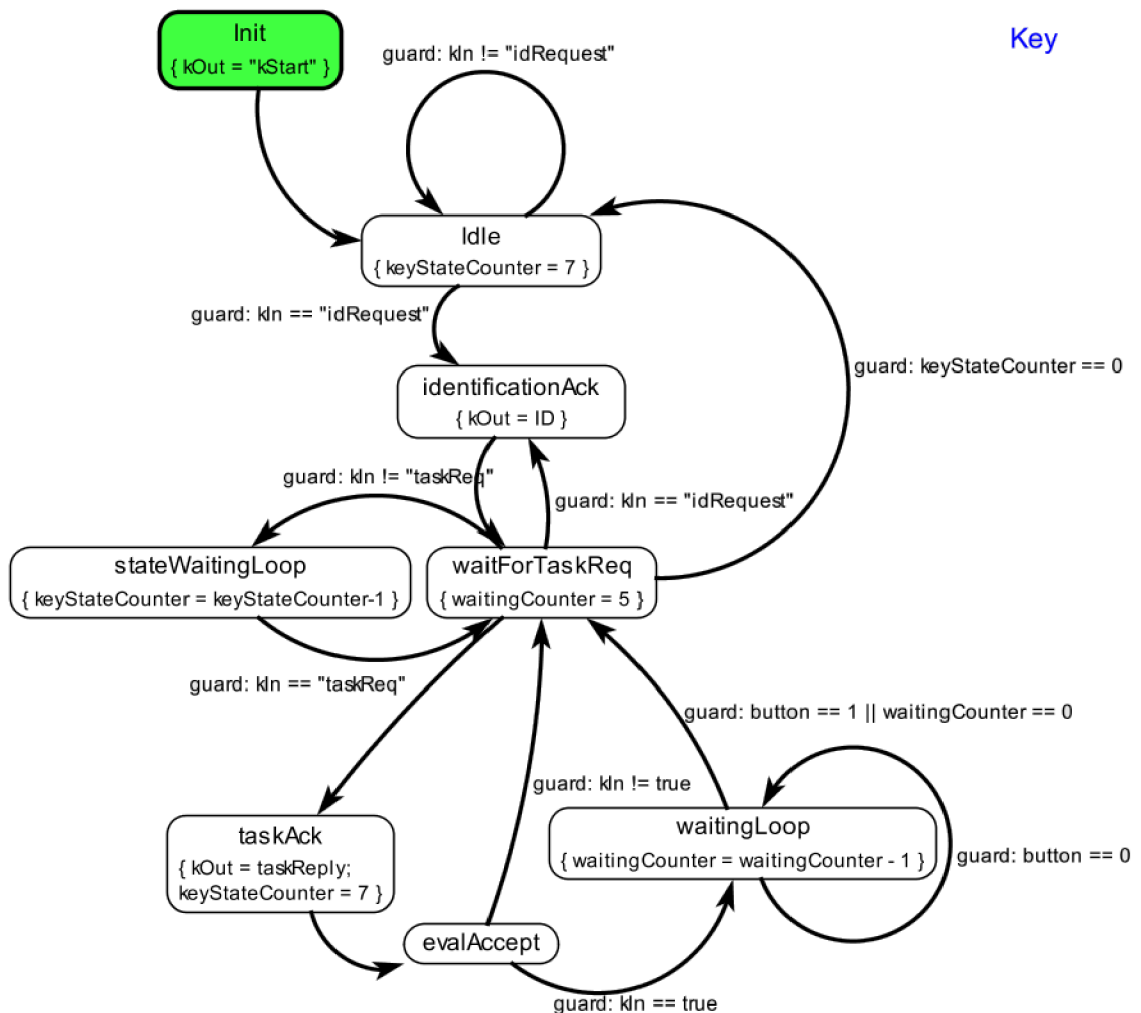 Init
{ kOut = "kStart" }
Key
guard: kIn != "idRequest"
Idle
{ keyStateCounter = 7 }
guard: kIn == "idRequest"
guard: keyStateCounter == 0
identificationAck
{ kOut = ID }
guard: kIn != "taskReq"
guard: kIn == "idRequest"
stateWaitingLoop
{ keyStateCounter = keyStateCounter-1 }
waitForTaskReq
{ waitingCounter = 5 }
guard: kIn == "taskReq"
guard: button == 1 || waitingCounter == 0
guard: kIn != true
taskAck
{ kOut = taskReply;
keyStateCounter = 7 }
waitingLoop
{ waitingCounter = waitingCounter - 1 }
guard: button == 0
evalAccept
guard: kIn == true